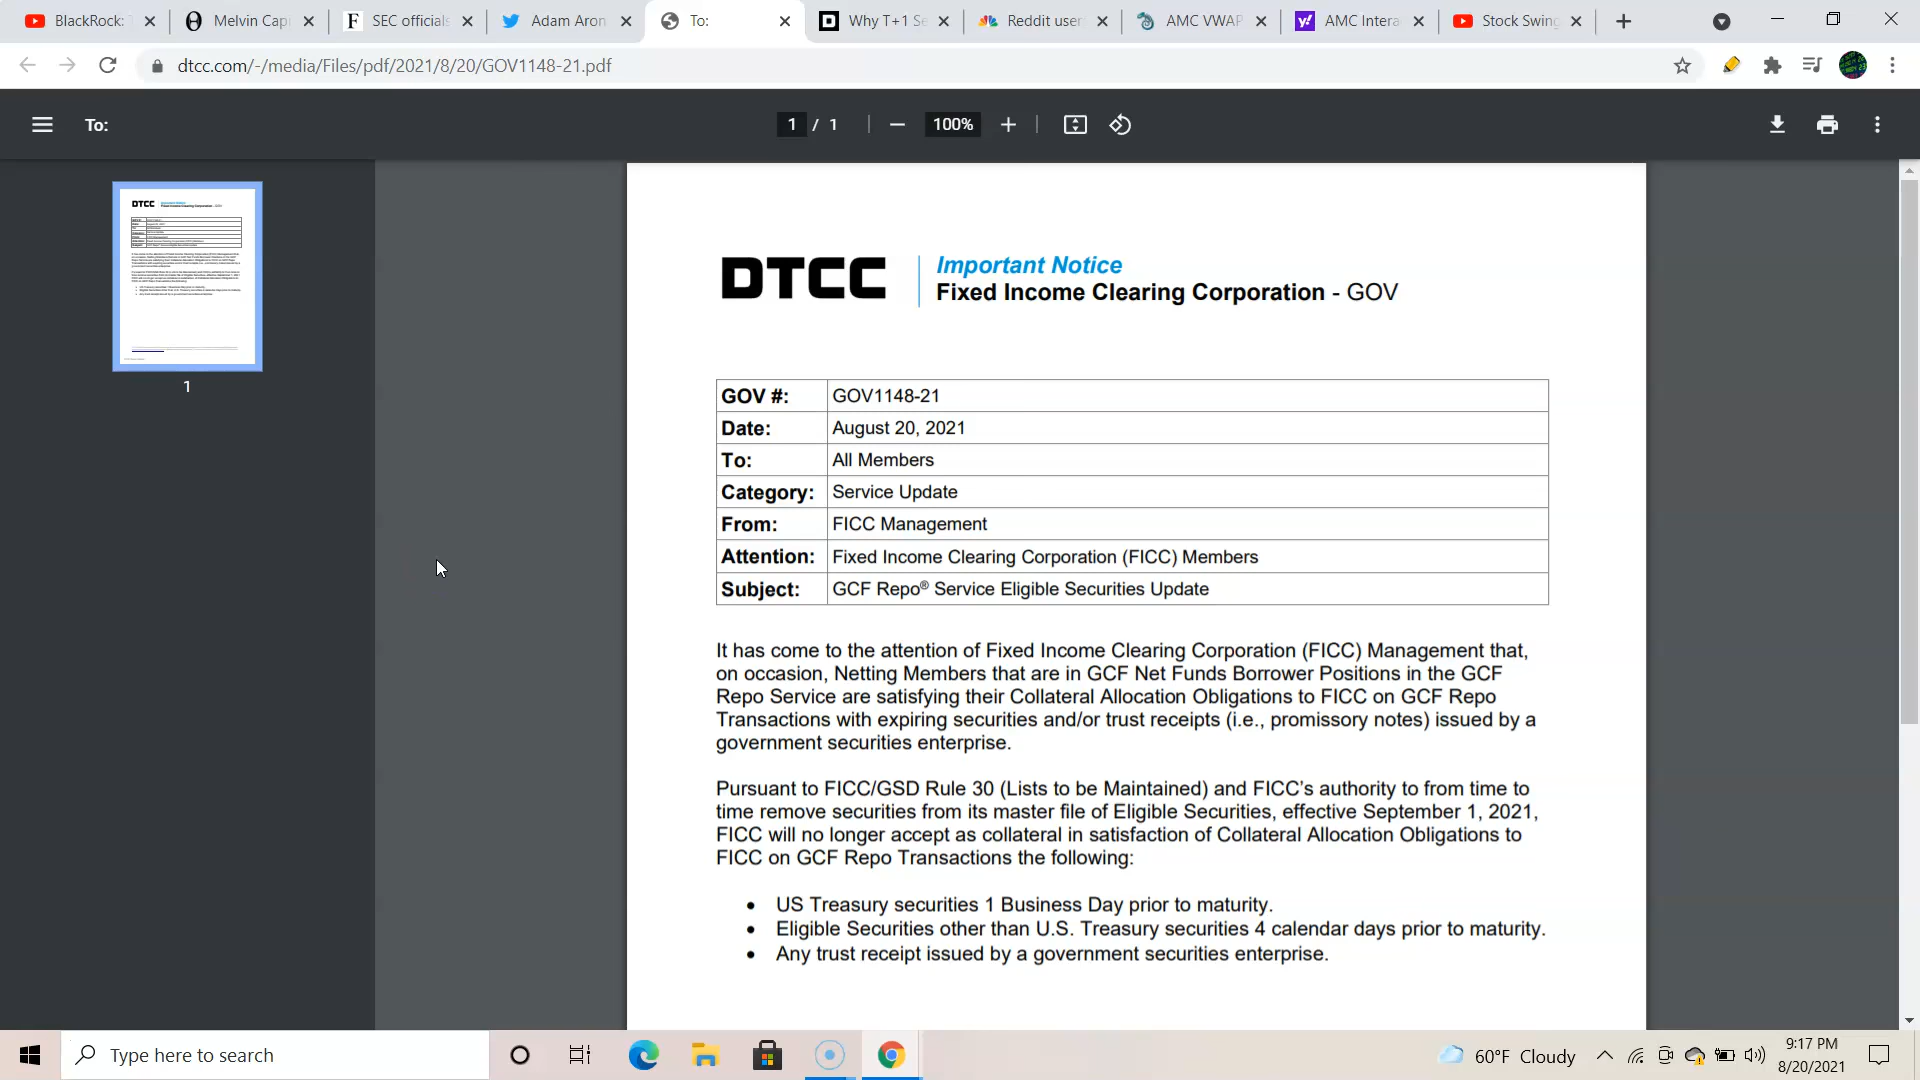 BlackRock:
Melvin Cap
F SEC officials
Adam Aron
To:
Why T+1 Se
Reddit user
AMC VWAP
y! AMC Intera
Stock Swing
dtcc.com/-/media/Files/pdf/2021/8/20/GOV1148-21.pdf
To:
1 / 1
100%
1
DTCC
Important Notice
Fixed Income Clearing Corporation - GOV
GOV #: GOV1148-21
Date: August 20, 2021
To: All Members
Category: Service Update
From: FICC Management
Attention: Fixed Income Clearing Corporation (FICC) Members
Subject: GCF Repo® Service Eligible Securities Update
It has come to the attention of Fixed Income Clearing Corporation (FICC) Management that,
on occasion, Netting Members that are in GCF Net Funds Borrower Positions in the GCF
Repo Service are satisfying their Collateral Allocation Obligations to FICC on GCF Repo
Transactions with expiring securities and/or trust receipts (i.e., promissory notes) issued by a
government securities enterprise.
Pursuant to FICC/GSD Rule 30 (Lists to be Maintained) and FICC's authority to from time to
time remove securities from its master file of Eligible Securities, effective September 1, 2021,
FICC will no longer accept as collateral in satisfaction of Collateral Allocation Obligations to
FICC on GCF Repo Transactions the following:
• US Treasury securities 1 Business Day prior to maturity.
• Eligible Securities other than U.S. Treasury securities 4 calendar days prior to maturity.
• Any trust receipt issued by a government securities enterprise.
Type here to search
60°F Cloudy
9:17 PM
8/20/2021